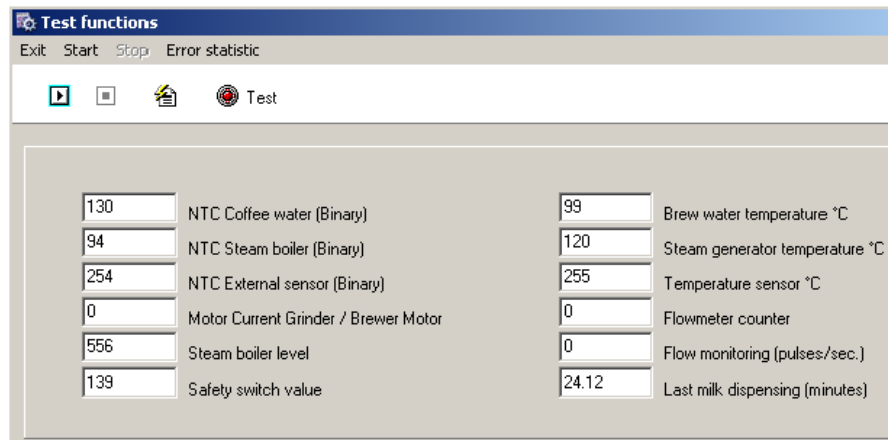 Test functions
Exit Start Stop Error statistic
Test
130 NTC Coffee water (Binary) 99 Brew water temperature °C
94 NTC Steam boiler (Binary) 120 Steam generator temperature °C
254 NTC External sensor (Binary) 255 Temperature sensor °C
0 Motor Current Grinder / Brewer Motor 0 Flowmeter counter
556 Steam boiler level 0 Flow monitoring (pulses/sec.)
139 Safety switch value 24.12 Last milk dispensing (minutes)